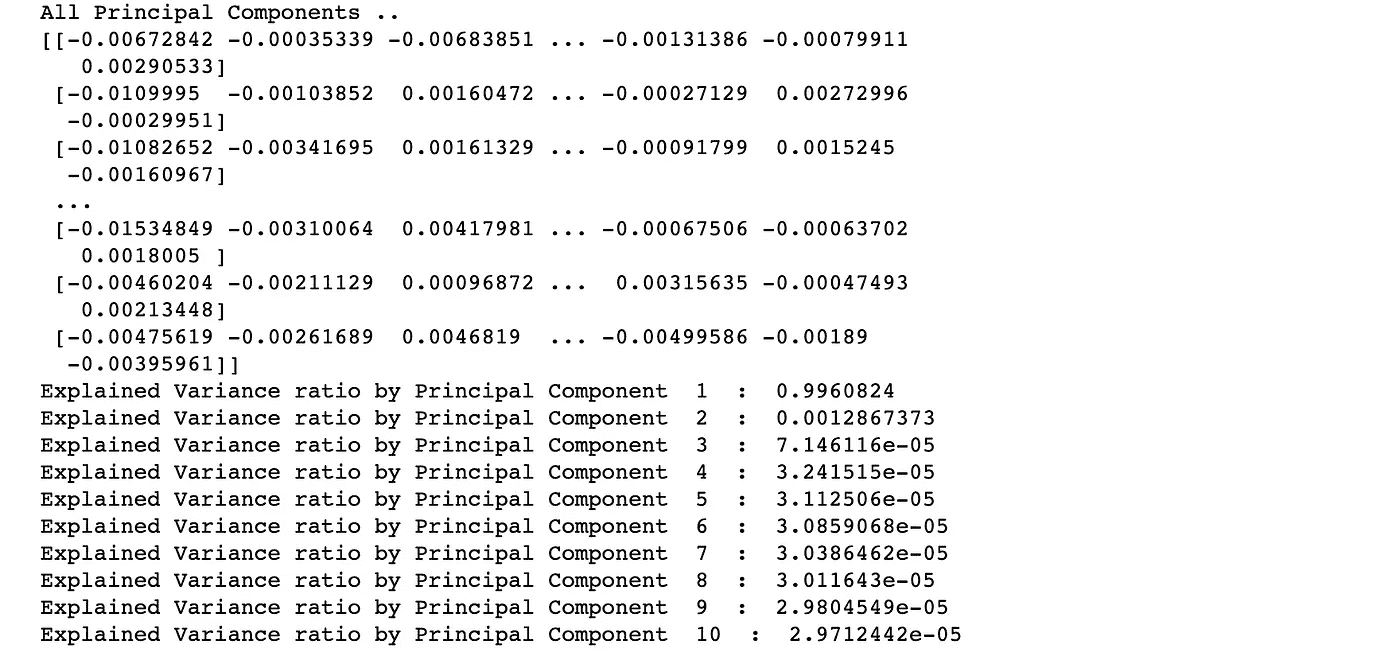 All Principal Components ..
[[-0.00672842 -0.00035339 -0.00683851 ... -0.00131386 -0.00079911
   0.00290533]
 [-0.0109995  -0.00103852  0.00160472 ... -0.00027129  0.00272996
  -0.00029951]
 [-0.01082652 -0.00341695  0.00161329 ... -0.00091799  0.0015245
  -0.00160967]
 ...
 [-0.01534849 -0.00310064  0.00417981 ... -0.00067506 -0.00063702
   0.0018005 ]
 [-0.00460204 -0.00211129  0.00096872 ...  0.00315635 -0.00047493
   0.00213448]
 [-0.00475619 -0.00261689  0.0046819  ... -0.00499586 -0.00189
  -0.00395961]]
Explained Variance ratio by Principal Component  1  :  0.9960824
Explained Variance ratio by Principal Component  2  :  0.0012867373
Explained Variance ratio by Principal Component  3  :  7.146116e-05
Explained Variance ratio by Principal Component  4  :  3.241515e-05
Explained Variance ratio by Principal Component  5  :  3.112506e-05
Explained Variance ratio by Principal Component  6  :  3.0859068e-05
Explained Variance ratio by Principal Component  7  :  3.0386462e-05
Explained Variance ratio by Principal Component  8  :  3.011643e-05
Explained Variance ratio by Principal Component  9  :  2.9804549e-05
Explained Variance ratio by Principal Component  10  :  2.9712442e-05